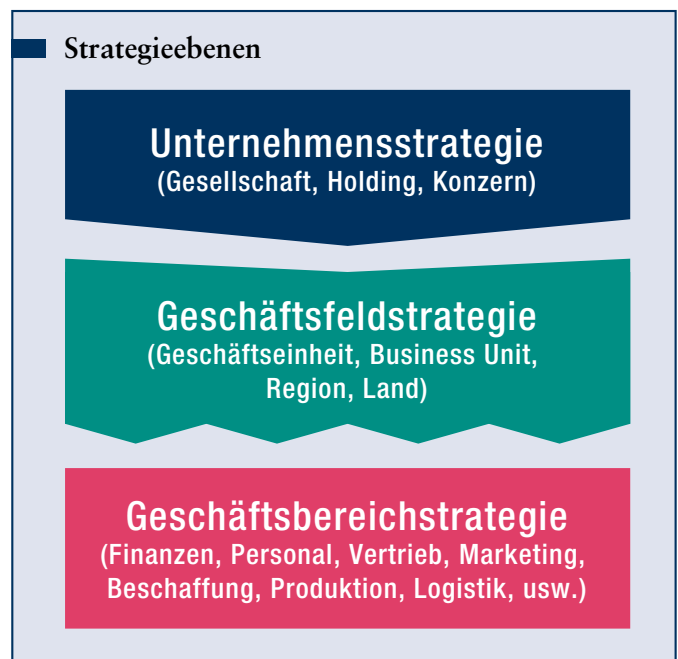 Strategieebenen
Unternehmensstrategie
(Gesellschaft, Holding, Konzern)
Geschäftsfeldstrategie
(Geschäftseinheit, Business Unit,
Region, Land)
Geschäftsbereichstrategie
(Finanzen, Personal, Vertrieb, Marketing,
Beschaffung, Produktion, Logistik, usw.)